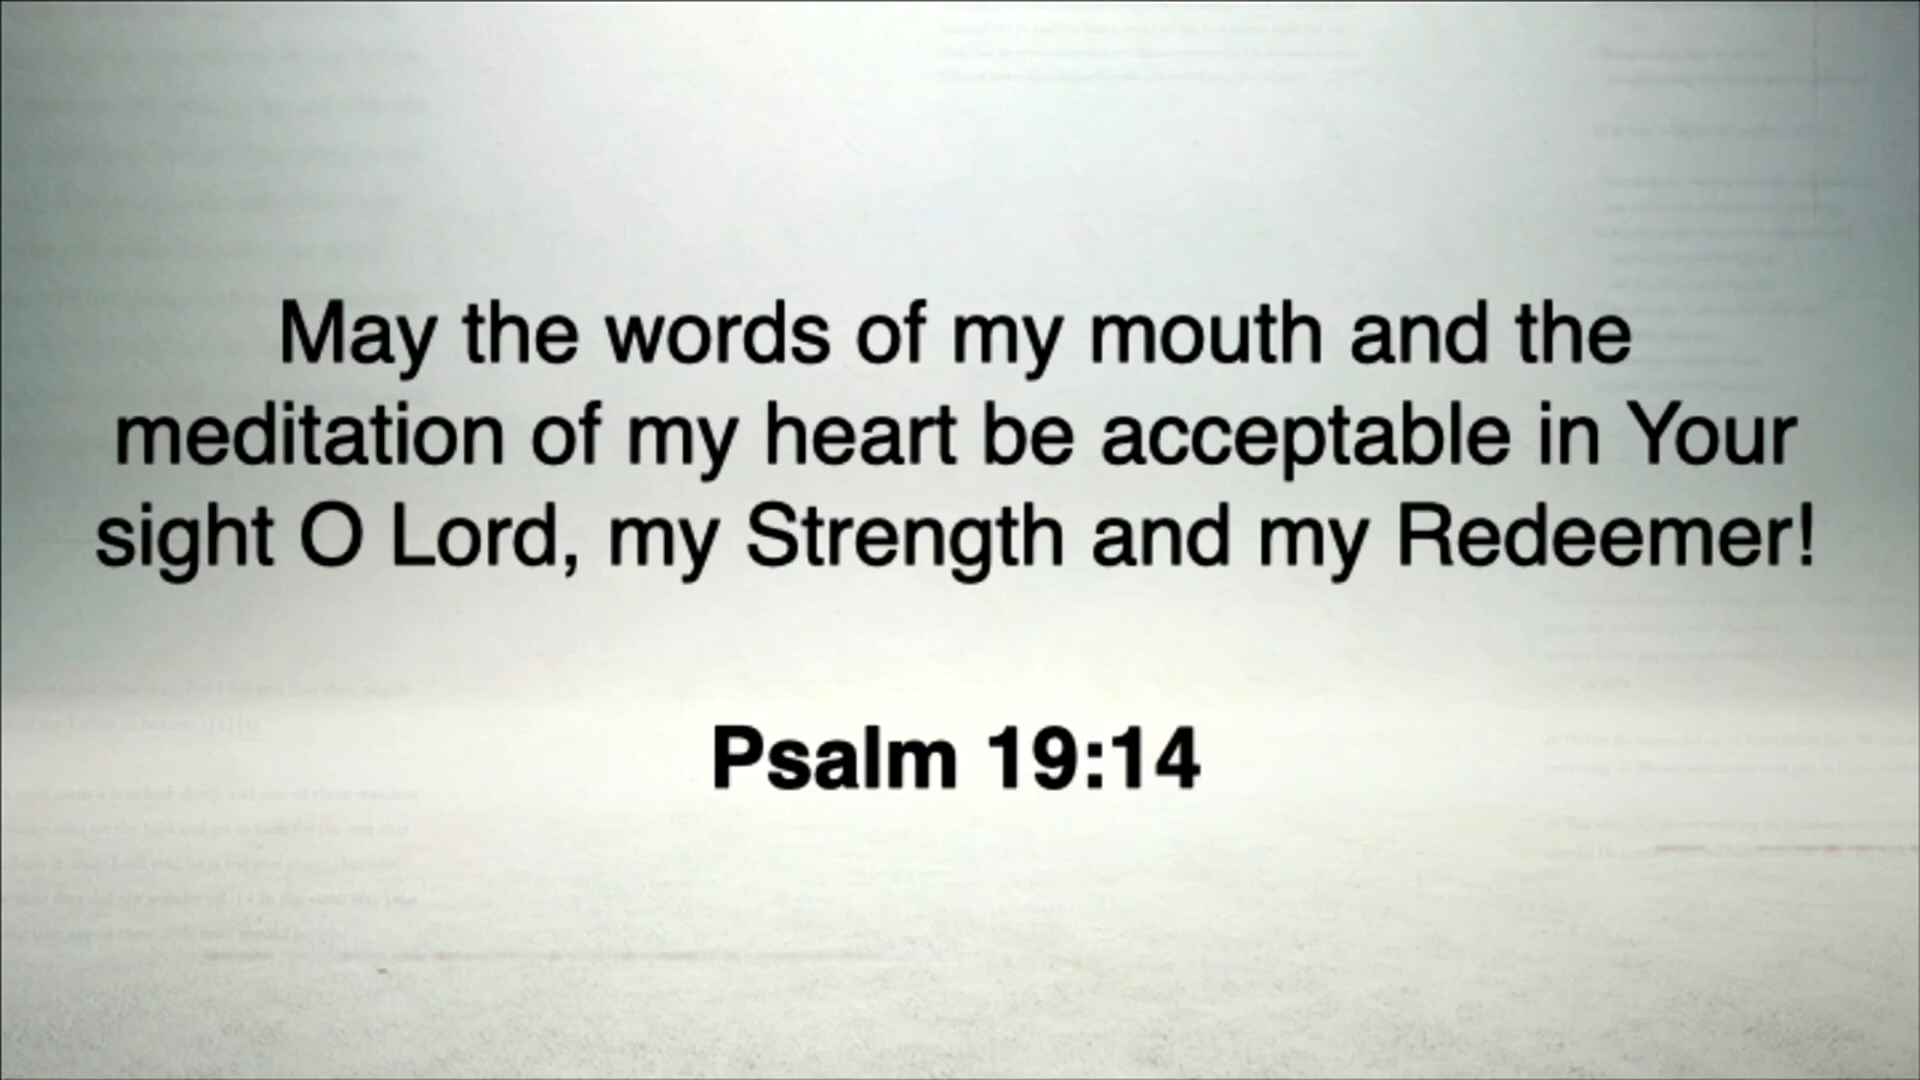 May the words of my mouth and the
meditation of my heart be acceptable in Your
sight O Lord, my Strength and my Redeemer!
Psalm 19:14